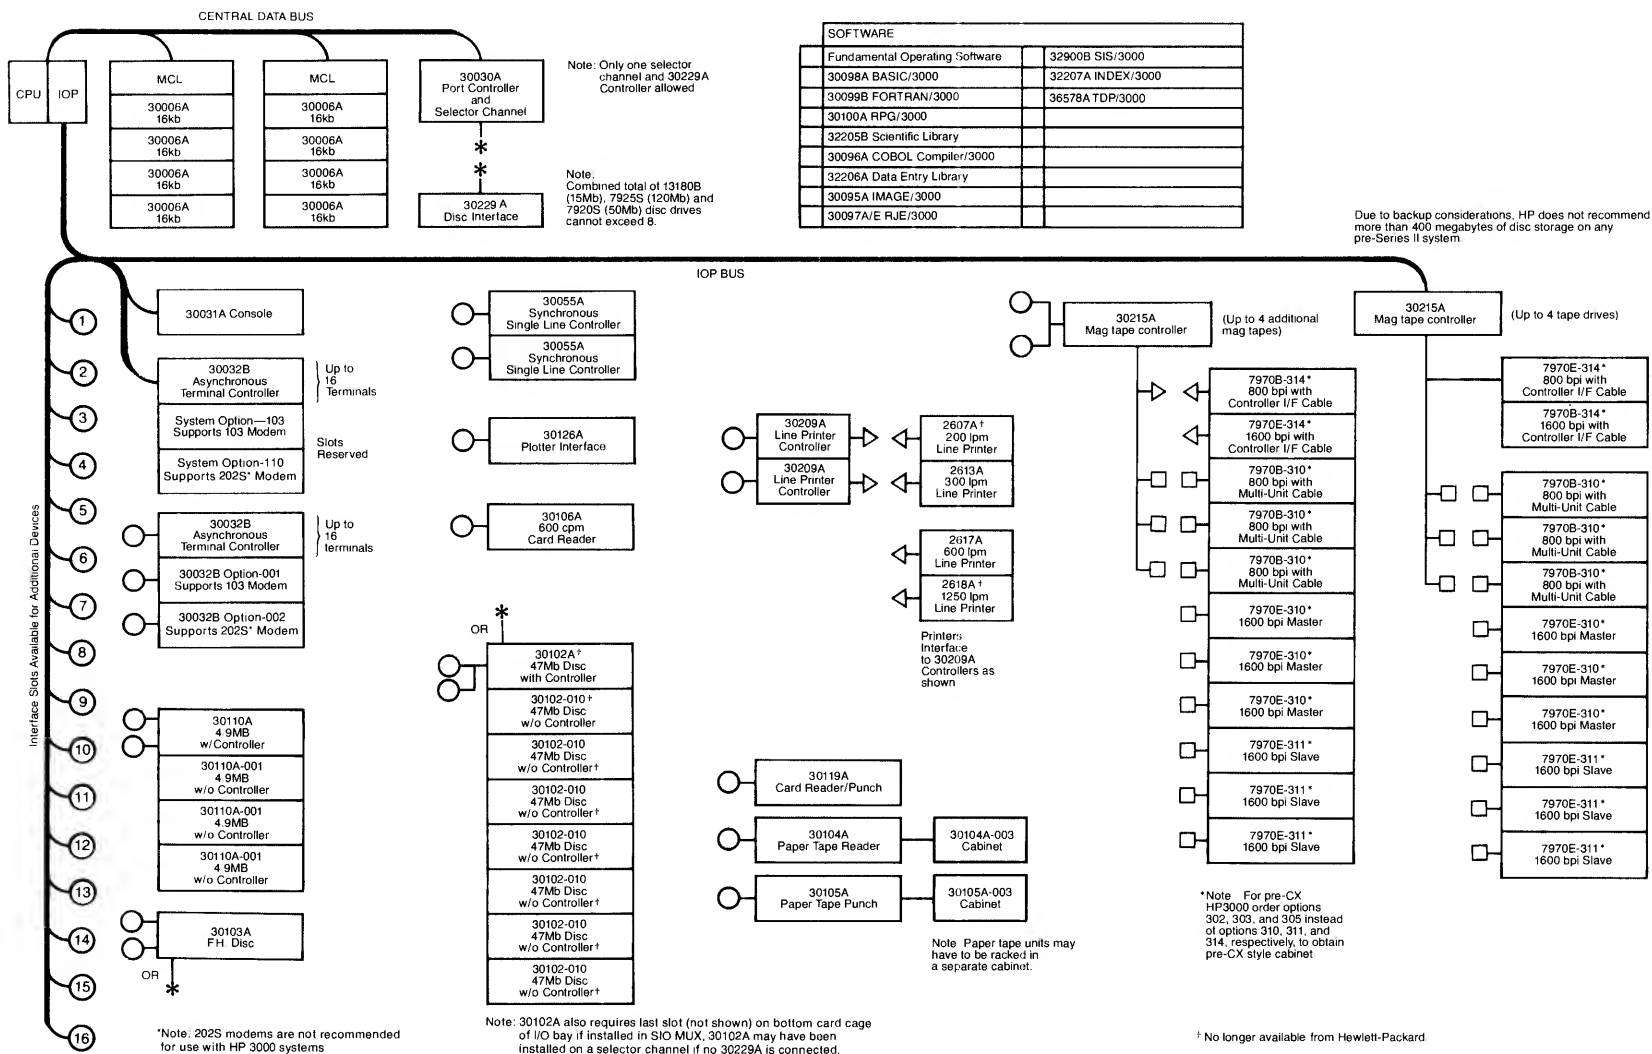 CENTRAL DATA BUS
CPU
IOP
MCL
30006A
16kb
30006A
16kb
30006A
16kb
30006A
16kb
MCL
30006A
16kb
30006A
16kb
30006A
16kb
30006A
16kb
30030A
Port Controller
and
Selector Channel
*
*
30229 A
Disc Interface
Note: Only one selector
channel and 30229A
Controller allowed
Note.
Combined total of 13180B
(15Mb), 7925S (120Mb) and
7920S (50Mb) disc drives
cannot exceed 8.
SOFTWARE
Fundamental Operating Software
32900B SIS/3000
30098A BASIC/3000
32207A INDEX/3000
30099B FORTRAN/3000
36578A TDP/3000
30100A RPG/3000
32205B Scientific Library
30096A COBOL Compiler/3000
32206A Data Entry Library
30095A IMAGE/3000
30097A/E RJE/3000
Due to backup considerations, HP does not recommend
more than 400 megabytes of disc storage on any
pre-Series II system.
IOP BUS
Interface Slots Available for Additional Devices
1
2
3
4
5
6
7
8
9
10
11
12
13
14
15
16
30031A Console
30032B
Asynchronous
Terminal Controller
Up to
16
Terminals
System Option—103
Supports 103 Modem
System Option-110
Supports 202S* Modem
Slots
Reserved
30032B
Asynchronous
Terminal Controller
Up to
16
terminals
30032B Option-001
Supports 103 Modem
30032B Option-002
Supports 202S* Modem
30110A
4.9MB
w/Controller
30110A-001
4.9MB
w/o Controller
30110A-001
4.9MB
w/o Controller
30110A-001
4 9MB
w/o Controller
30103A
FH Disc
OR
*
*Note. 202S modems are not recommended
for use with HP 3000 systems
30055A
Synchronous
Single Line Controller
30055A
Synchronous
Single Line Controller
30126A
Plotter Interface
30106A
600 cpm
Card Reader
*
OR
30102A†
47Mb Disc
with Controller
30102-010†
47Mb Disc
w/o Controller
30102-010
47Mb Disc
w/o Controller†
30102-010
47Mb Disc
w/o Controller†
30102-010
47Mb Disc
w/o Controller†
30102-010
47Mb Disc
w/o Controller†
30102-010
47Mb Disc
w/o Controller†
30102-010
47Mb Disc
w/o Controller†
Note: 30102A also requires last slot (not shown) on bottom card cage
of I/O bay if installed in SIO MUX, 30102A may have been
installed on a selector channel if no 30229A is connected.
30209A
Line Printer
Controller
30209A
Line Printer
Controller
2607A†
200 lpm
Line Printer
2613A
300 lpm
Line Printer
2617A
600 lpm
Line Printer
2618A†
1250 lpm
Line Printer
Printers
Interface
to 30209A
Controllers as
shown
30119A
Card Reader/Punch
30104A
Paper Tape Reader
30104A-003
Cabinet
30105A
Paper Tape Punch
30105A-003
Cabinet
Note Paper tape units may
have to be racked in
a separate cabinet.
30215A
Mag tape controller
(Up to 4 additional
mag tapes)
7970B-314*
800 bpi with
Controller I/F Cable
7970E-314*
1600 bpi with
Controller I/F Cable
7970B-310*
800 bpi with
Multi-Unit Cable
7970B-310*
800 bpi with
Multi-Unit Cable
7970B-310*
800 bpi with
Multi-Unit Cable
7970E-310*
1600 bpi Master
7970E-310*
1600 bpi Master
7970E-310*
1600 bpi Master
7970E-311*
1600 bpi Slave
7970E-311*
1600 bpi Slave
7970E-311*
1600 bpi Slave
*Note For pre-CX
HP3000 order options
302, 303, and 305 instead
of options 310, 311, and
314, respectively, to obtain
pre-CX style cabinet
30215A
Mag tape controller
(Up to 4 tape drives)
7970E-314*
800 bpi with
Controller I/F Cable
7970B-314*
1600 bpi with
Controller I/F Cable
7970B-310*
800 bpi with
Multi-Unit Cable
7970B-310*
800 bpi with
Multi-Unit Cable
7970B-310*
800 bpi with
Multi-Unit Cable
7970E-310*
1600 bpi Master
7970E-310*
1600 bpi Master
7970E-310*
1600 bpi Master
7970E-311*
1600 bpi Slave
7970E-311*
1600 bpi Slave
7970E-311*
1600 bpi Slave
† No longer available from Hewlett-Packard.